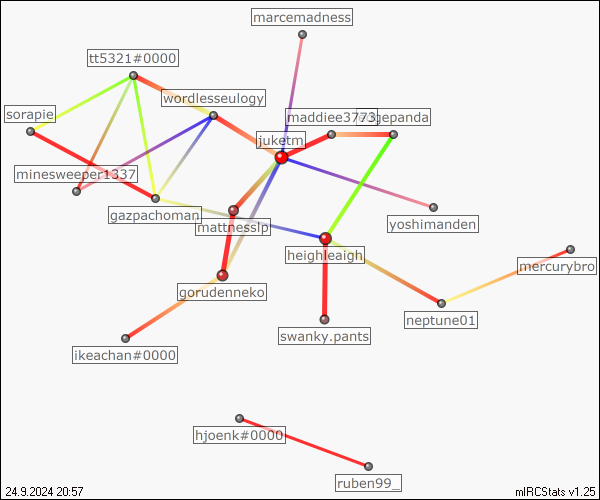 marcemadness
tt5321#0000
wordlesseulogy
sorapie
maddiee3773
gepanda
juketm
minesweeper1337
gazpachoman
mattnesslp
yoshimanden
heighleaigh
mercurybro
gorudenneko
neptune01
swanky.pants
ikeachan#0000
hjoenk#0000
ruben99_
24.9.2024 20:57
mIRCStats v1.25